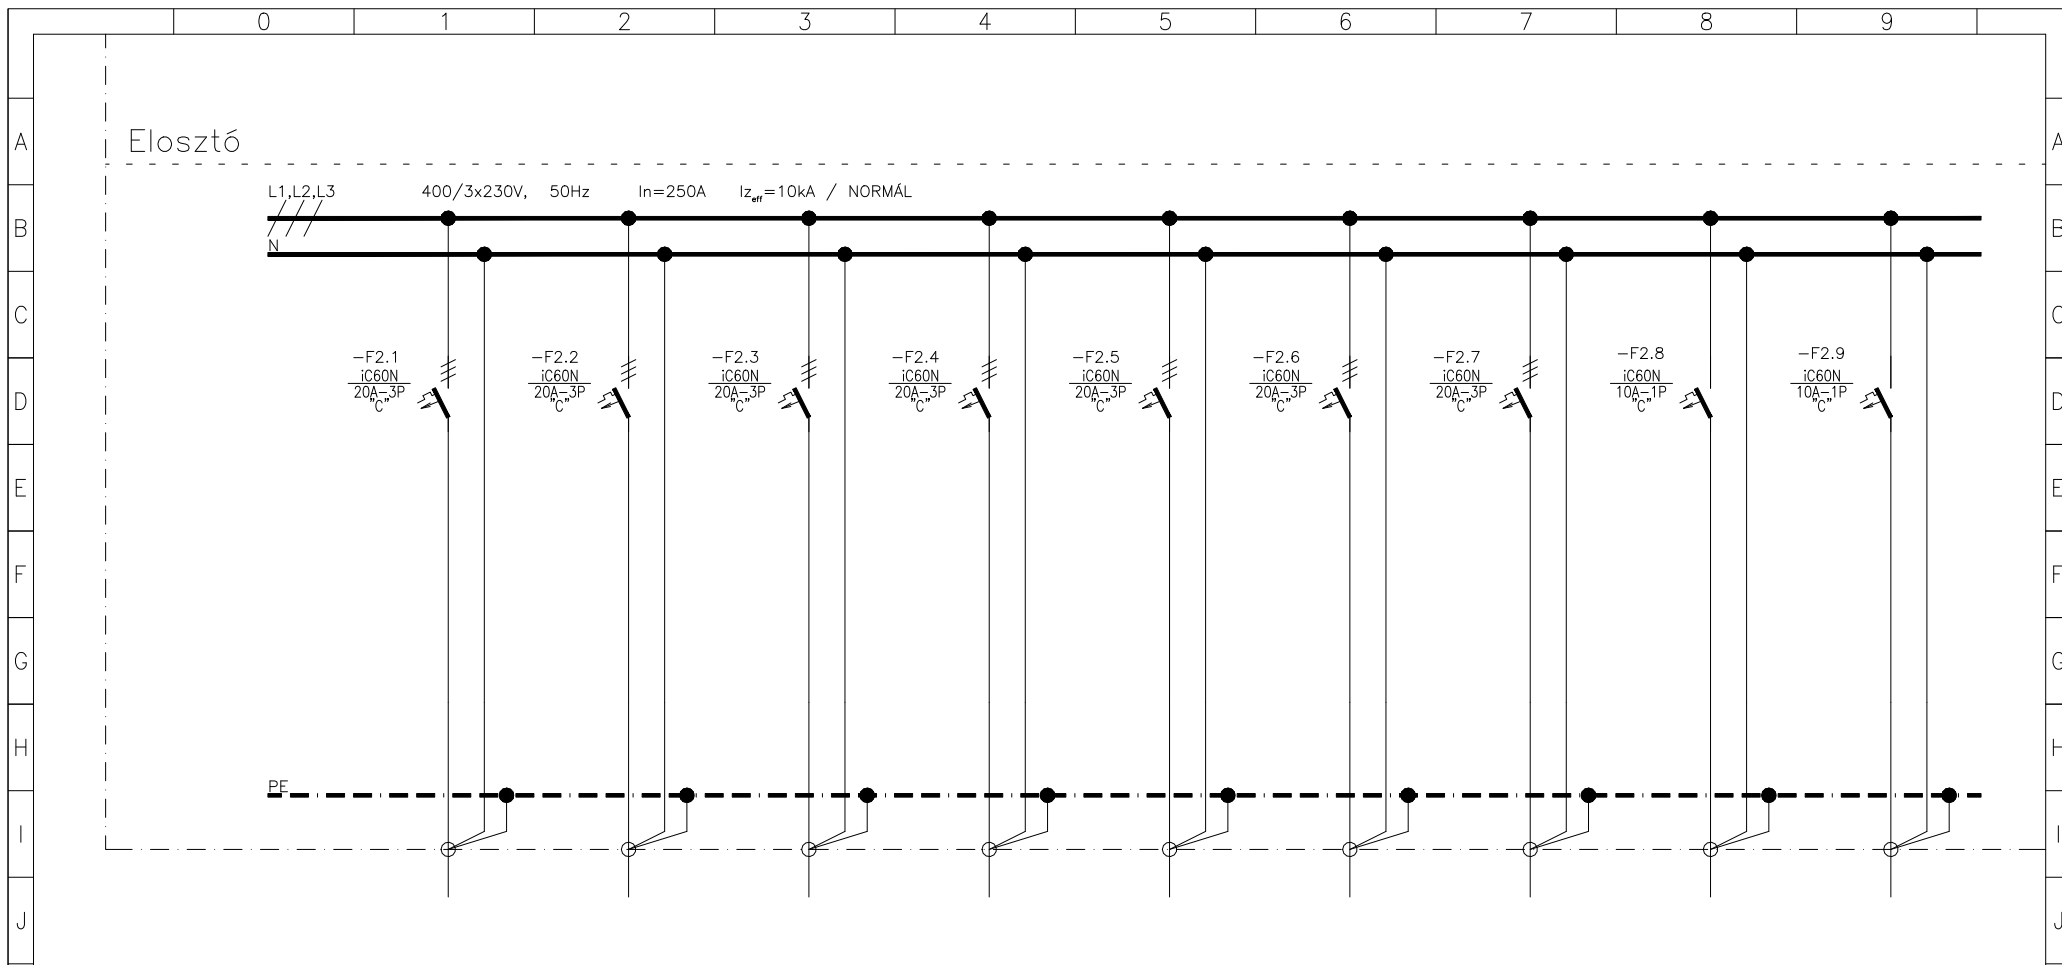 0 1 2 3 4 5 6 7 8 9
A A
Elosztó
L1,L2,L3 400/3x230V, 50Hz In=250A Iz eff=10kA / NORMÁL
B B
N
C C
-F2.1 -F2.2 -F2.3 -F2.4 -F2.5 -F2.6 -F2.7 -F2.8 -F2.9
iC60N iC60N iC60N iC60N iC60N iC60N iC60N iC60N iC60N
20A-3P 20A-3P 20A-3P 20A-3P 20A-3P 20A-3P 20A-3P 10A-1P 10A-1P
"C" "C" "C" "C" "C" "C" "C" "C" "C"
D D
E E
F F
G G
H H
PE
I I
J J